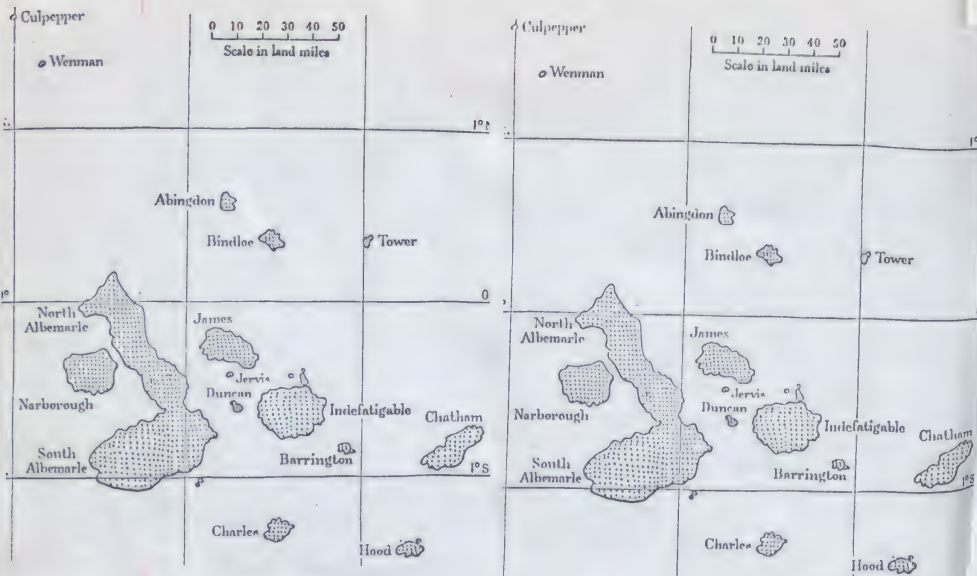 Culpepper
0 10 20 30 40 50
Scale in land miles
Wenman
1°N
Abingdon
Bindloe
Tower
1°
0
North
Albemarle
James
Jervis
Narborough
Duncan
Indefatigable
Chatham
South
Albemarle
Barrington
1°S
Charles
Hood
Culpepper
0 10 20 30 40 50
Scale in land miles
Wenman
1°
Abingdon
Bindloe
Tower
North
Albemarle
James
Jervis
Narborough
Duncan
Indefatigable
Chatham
South
Albemarle
Barrington
1°S
Charles
Hood